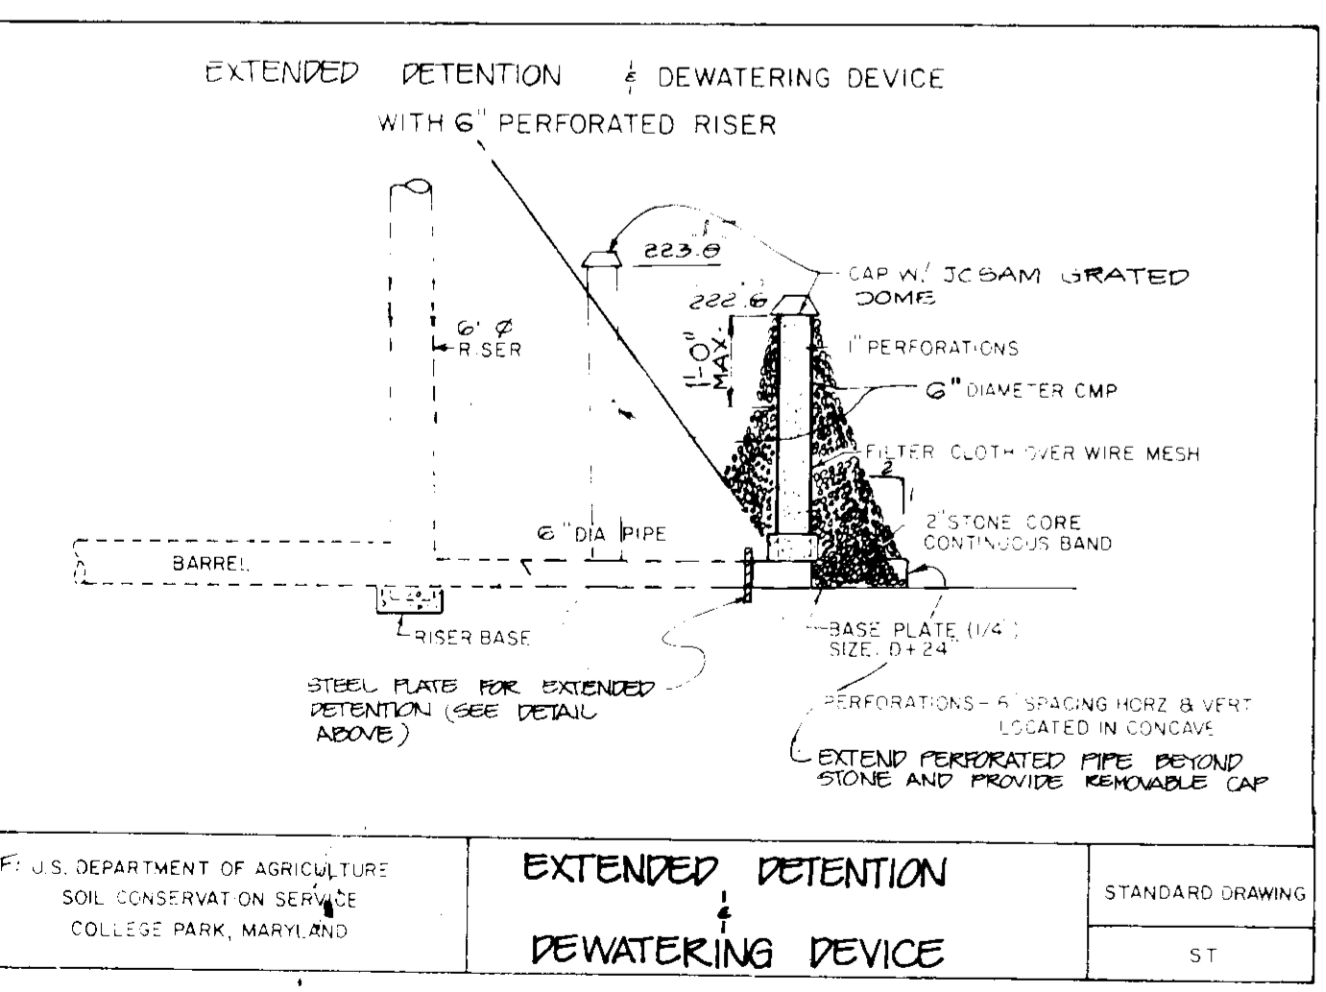 EXTENDED DETENTION & DEWATERING DEVICE
WITH 6" PERFORATED RISER
223.0
222.6
CAP W/ GRATED
DOME
1'-0"
MAX.
6' Ø
RISER
1" PERFORATIONS
6" DIAMETER CMP
FILTER CLOTH OVER WIRE MESH
2
1
6" DIA PIPE
2" STONE CORE
CONTINUOUS BAND
BARREL
RISER BASE
BASE PLATE (1/4")
SIZE: D+24"
STEEL PLATE FOR EXTENDED
DETENTION (SEE DETAIL
ABOVE)
PERFORATIONS - 6" SPACING HORZ & VERT
LOCATED IN CONCAVE
EXTEND PERFORATED PIPE BEYOND
STONE AND PROVIDE REMOVABLE CAP
F: U.S. DEPARTMENT OF AGRICULTURE
SOIL CONSERVATION SERVICE
COLLEGE PARK, MARYLAND
EXTENDED DETENTION
&
DEWATERING DEVICE
STANDARD DRAWING
ST